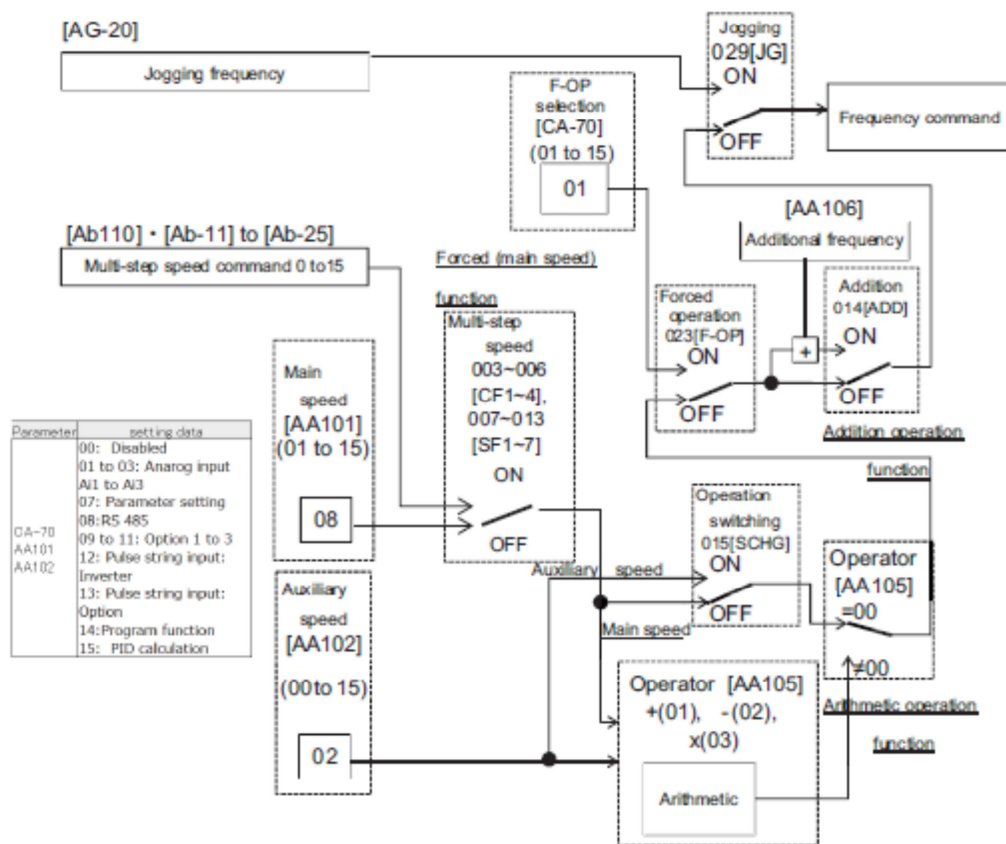 [AG-20]
Jogging frequency
Jogging
029[JG]
ON
OFF
Frequency command
F-OP
selection
[CA-70]
(01 to 15)
01
[Ab110]・[Ab-11] to [Ab-25]
Multi-step speed command 0 to15
Forced (main speed)
function
[AA106]
Additional frequency
Multi-step
speed
003~006
[CF1~4],
007~013
[SF1~7]
ON
OFF
Forced
operation
023[F-OP]
ON
OFF
+
Addition
014[ADD]
ON
OFF
Addition operation
function
Main
speed
[AA101]
(01 to 15)
08
Parameter
setting data
CA-70
AA101
AA102
00: Disabled
01 to 03: Anarog input
Ai1 to Ai3
07: Parameter setting
08:RS 485
09 to 11: Option 1 to 3
12: Pulse string input:
Inverter
13: Pulse string input:
Option
14:Program function
15: PID calculation
Auxiliary
speed
[AA102]
(00 to 15)
02
Operation
switching
015[SCHG]
ON
OFF
Auxiliary speed
Main speed
Operator
[AA105]
=00
≠00
Arithmetic operation
function
Operator [AA105]
+(01), -(02),
x(03)
Arithmetic